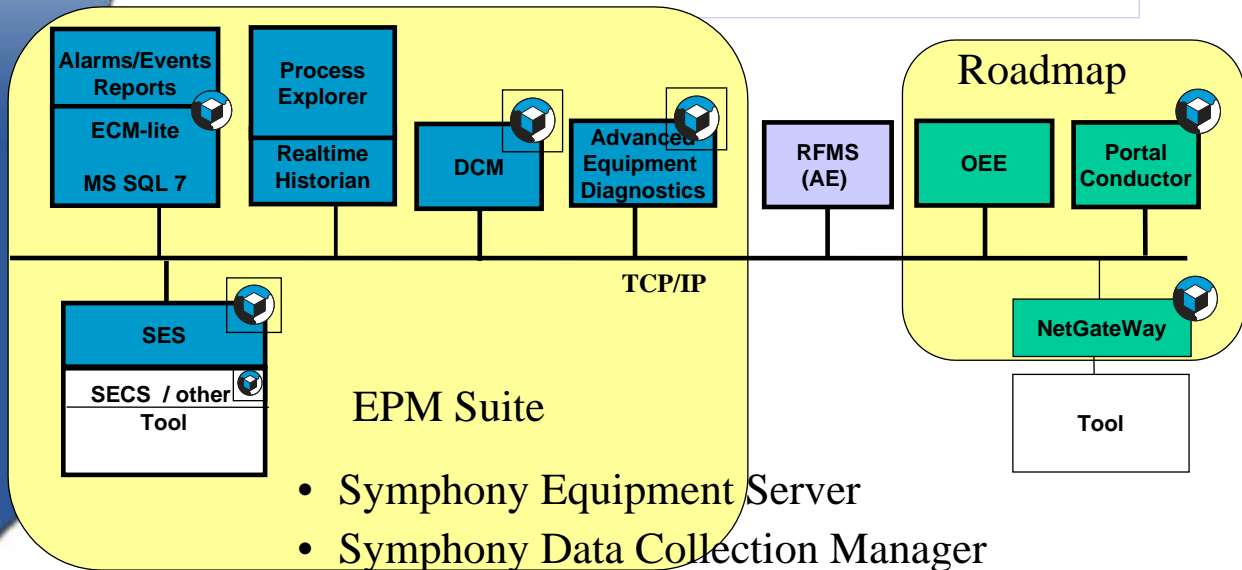 Alarms/Events
Reports
ECM-lite
MS SQL 7
Process
Explorer
Realtime
Historian
DCM
Advanced
Equipment
Diagnostics
RFMS
(AE)
Roadmap
OEE
Portal
Conductor
TCP/IP
SES
SECS / other
Tool
NetGateWay
Tool
EPM Suite
• Symphony Equipment Server
• Symphony Data Collection Manager